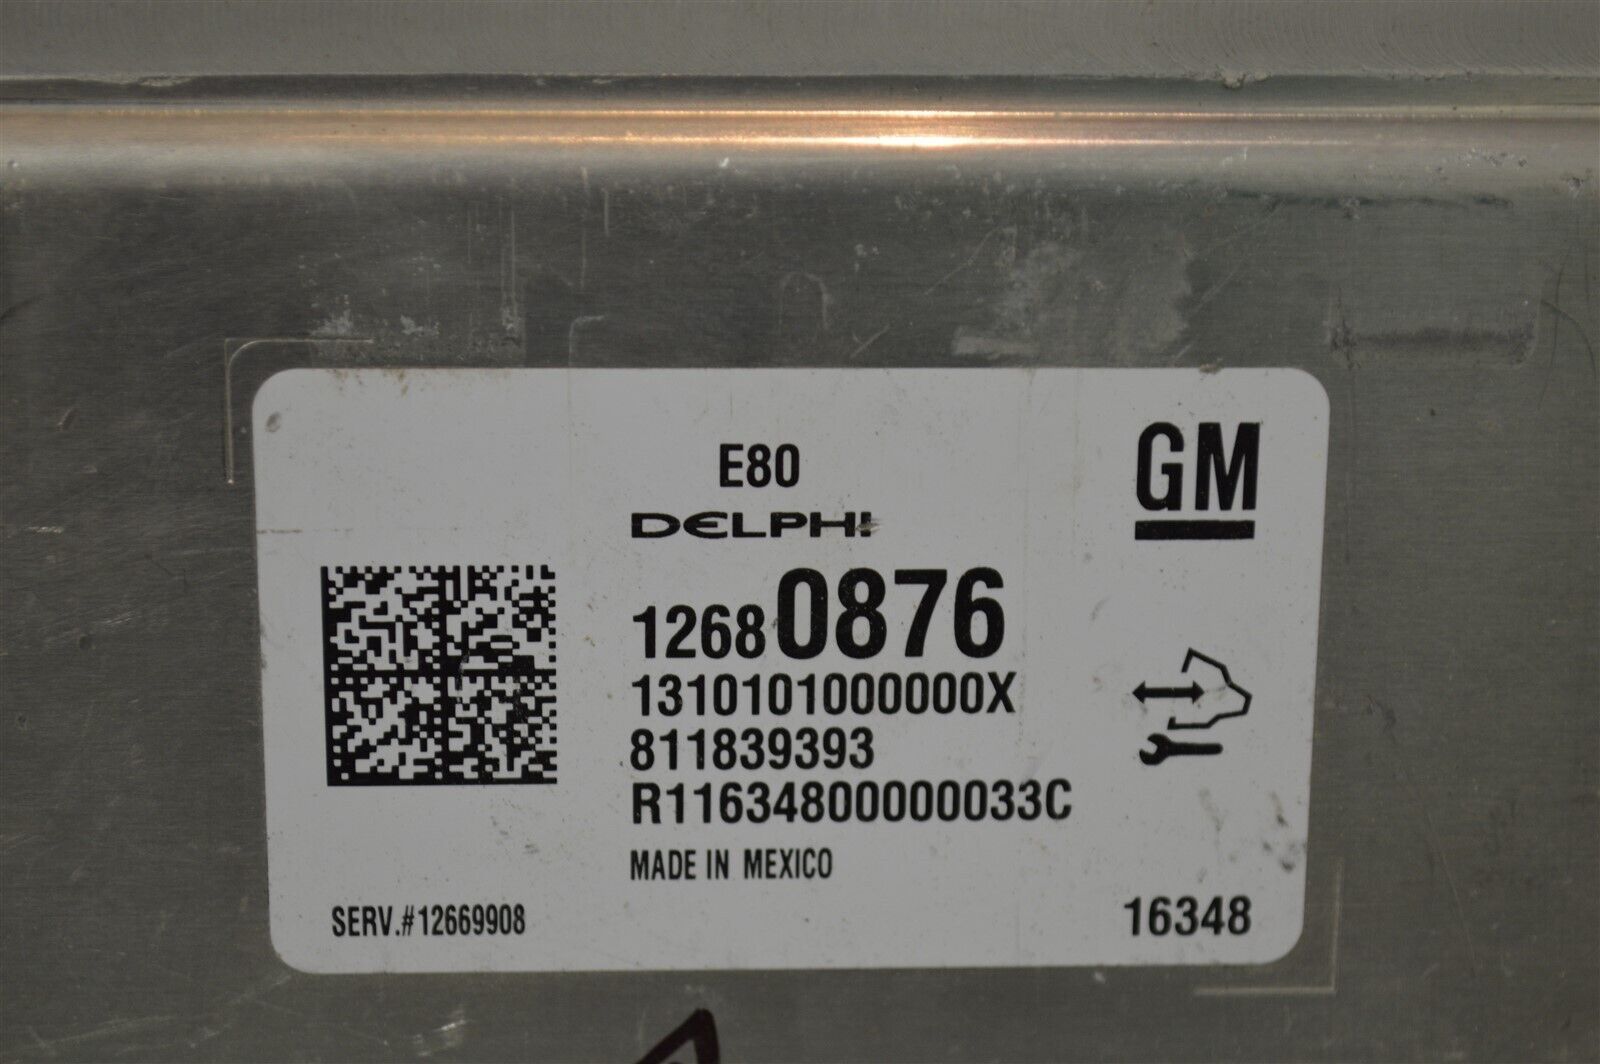 E80
GM
DELPHI
12680876
1310101000000X
811839393
R11634800000033C
MADE IN MEXICO
SERV.#12669908
16348